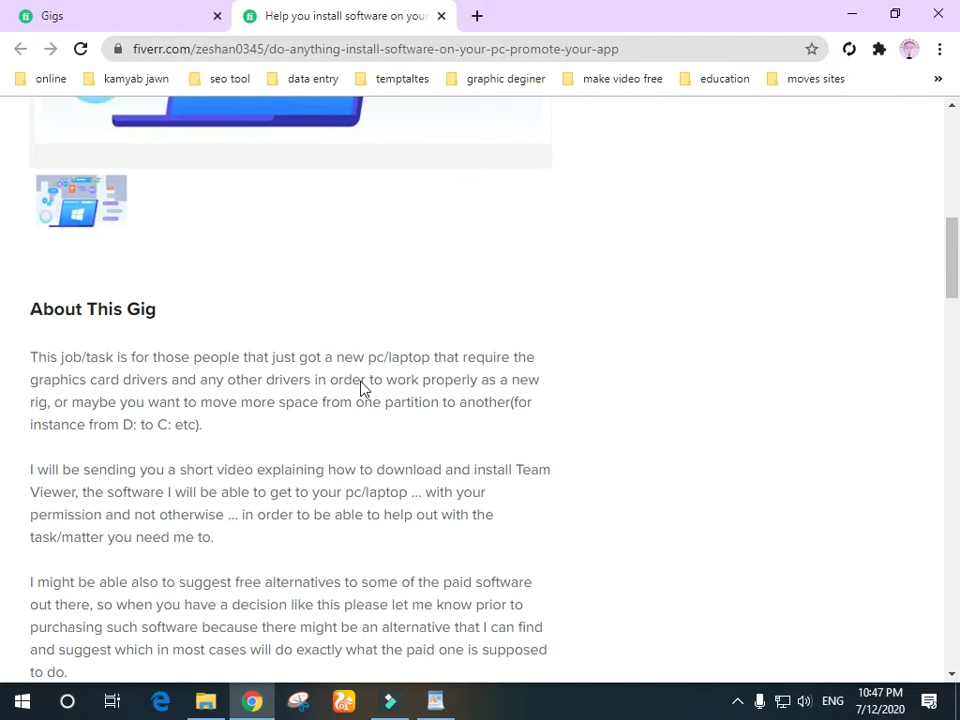 Gigs
Help you install software on your
fiverr.com/zeshan0345/do-anything-install-software-on-your-pc-promote-your-app
online kamyab jawn seo tool data entry temptaltes graphic deginer make video free education moves sites »
About This Gig
This job/task is for those people that just got a new pc/laptop that require the
graphics card drivers and any other drivers in order to work properly as a new
rig, or maybe you want to move more space from one partition to another(for
instance from D: to C: etc).
I will be sending you a short video explaining how to download and install Team
Viewer, the software I will be able to get to your pc/laptop ... with your
permission and not otherwise ... in order to be able to help out with the
task/matter you need me to.
I might be able also to suggest free alternatives to some of the paid software
out there, so when you have a decision like this please let me know prior to
purchasing such software because there might be an alternative that I can find
and suggest which in most cases will do exactly what the paid one is supposed
to do.
ENG
10:47 PM
7/12/2020